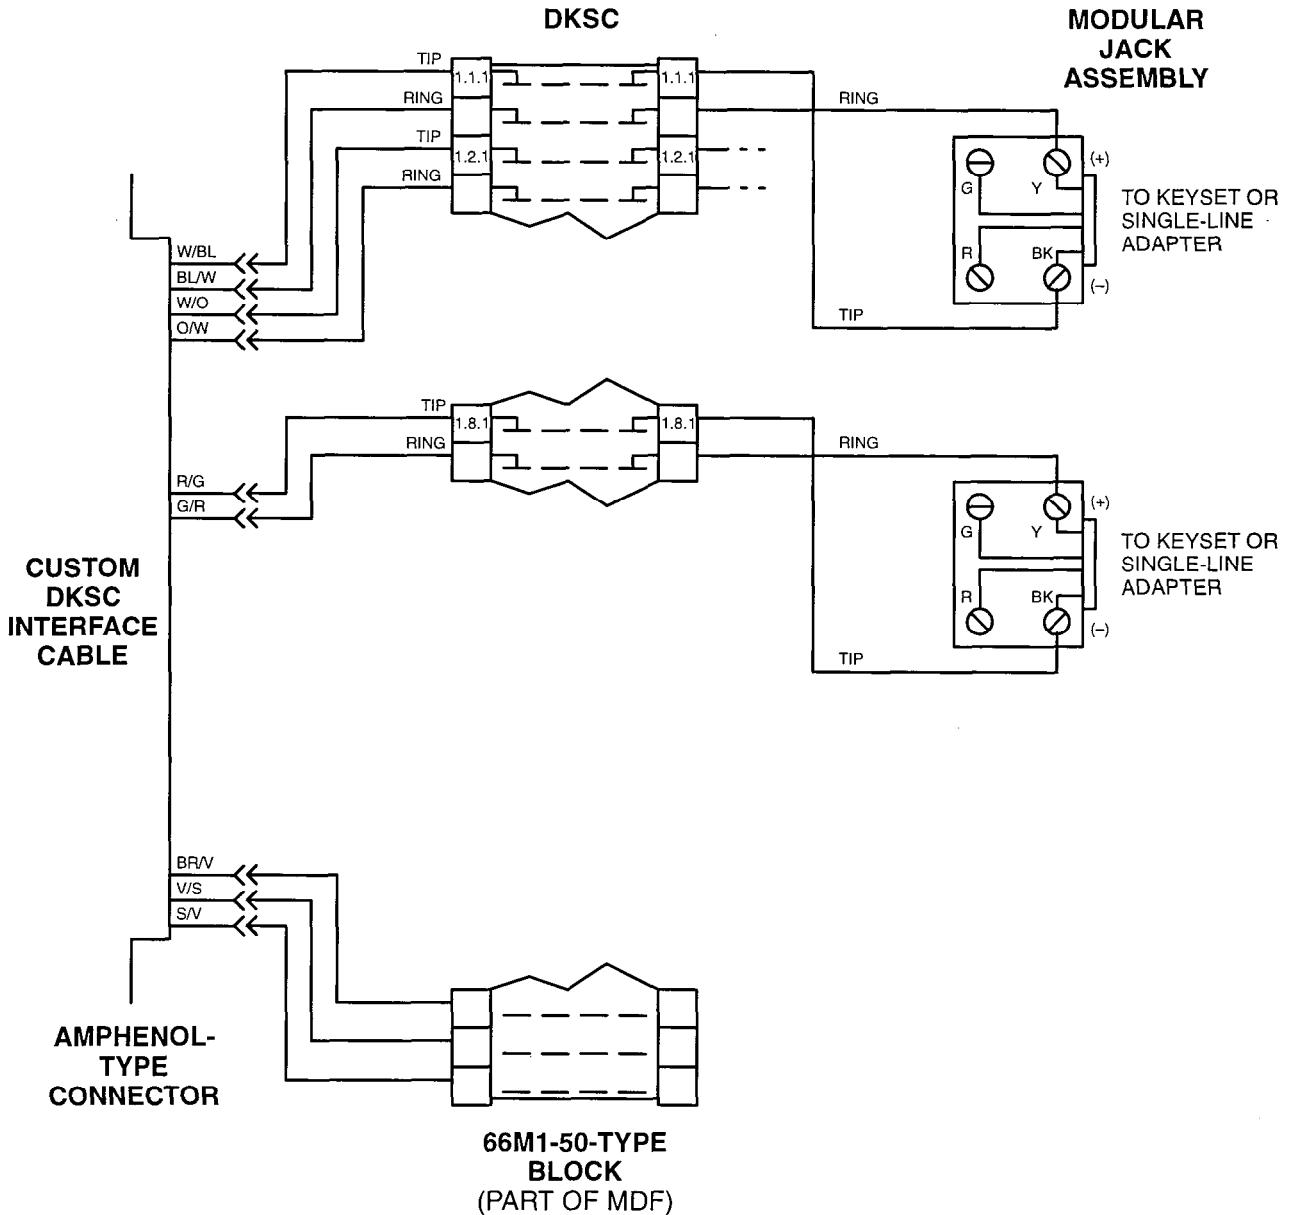 DKSC
MODULAR
JACK
ASSEMBLY
TIP
1.1.1
1.1.1
RING
RING
TIP
1.2.1
1.2.1
RING
(+)
G
Y
TO KEYSET OR
SINGLE-LINE
ADAPTER
R
BK
(–)
TIP
W/BL
BL/W
W/O
O/W
TIP
1.8.1
1.8.1
RING
RING
R/G
G/R
(+)
G
Y
TO KEYSET OR
SINGLE-LINE
ADAPTER
R
BK
(–)
TIP
CUSTOM
DKSC
INTERFACE
CABLE
BR/V
V/S
S/V
AMPHENOL-
TYPE
CONNECTOR
66M1-50-TYPE
BLOCK
(PART OF MDF)